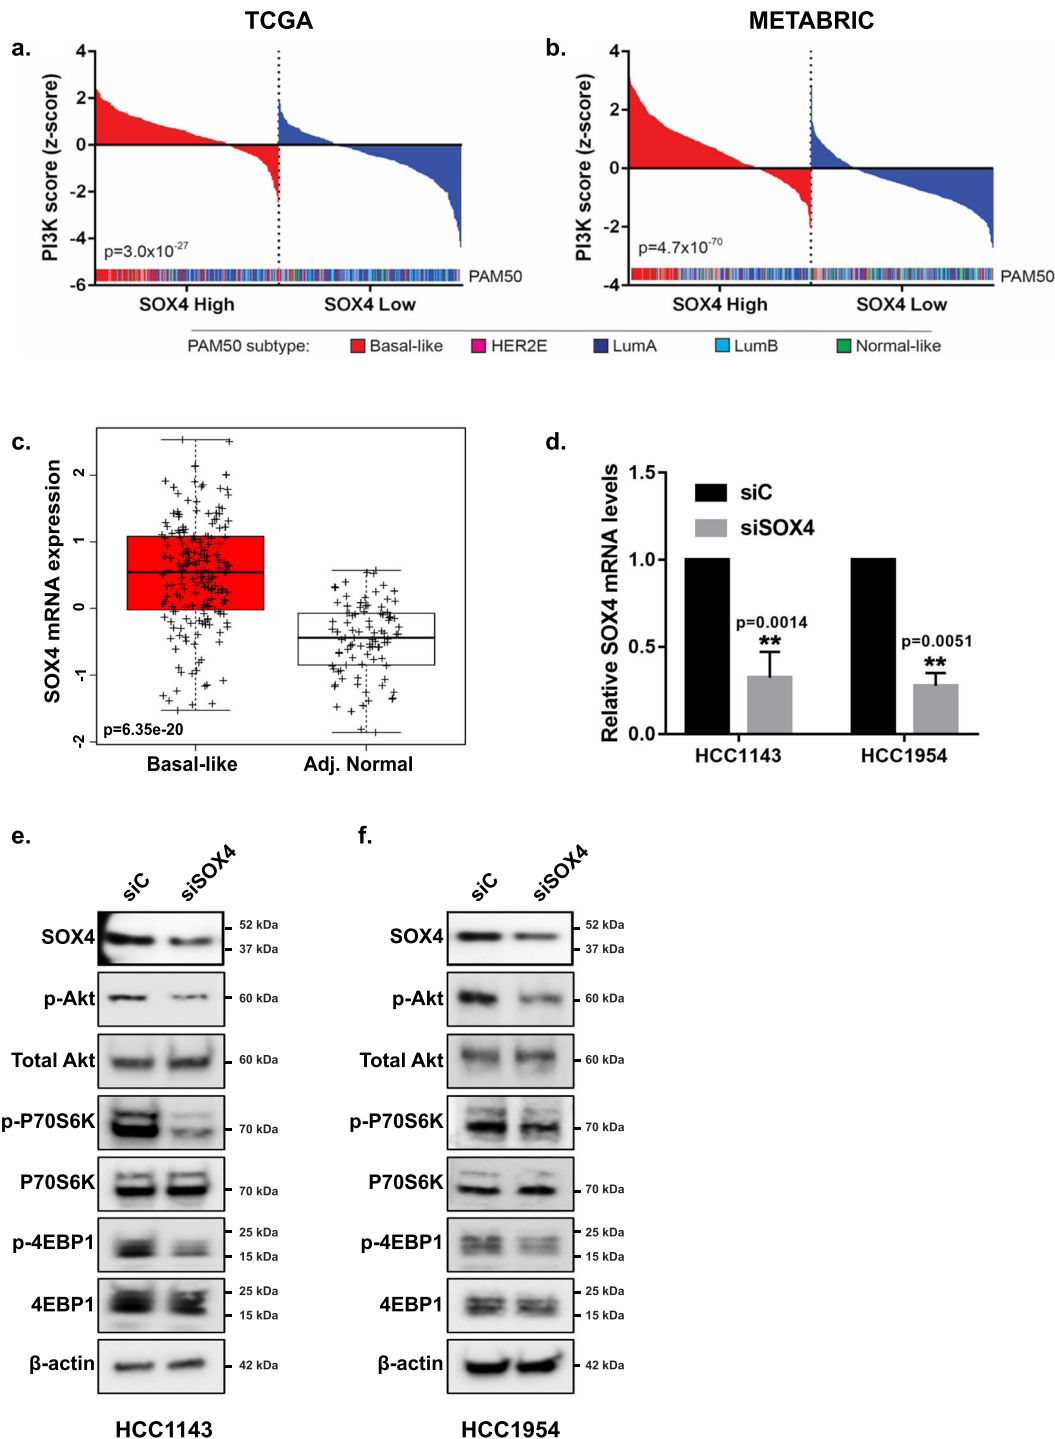 TCGA
METABRIC
a.
b.
PI3K score (z-score)
4
2
0
-2
-4
-6
p=3.0x10-27
PAM50
SOX4 High
SOX4 Low
PI3K score (z-score)
4
2
0
-2
-4
p=4.7x10-70
PAM50
SOX4 High
SOX4 Low
PAM50 subtype:
Basal-like
HER2E
LumA
LumB
Normal-like
c.
SOX4 mRNA expression
2
1
0
-1
-2
p=6.35e-20
Basal-like
Adj. Normal
d.
Relative SOX4 mRNA levels
1.5
1.0
0.5
0.0
siC
siSOX4
p=0.0014
**
p=0.0051
**
HCC1143
HCC1954
e.
siC
siSOX4
SOX4
52 kDa
37 kDa
p-Akt
60 kDa
Total Akt
60 kDa
p-P70S6K
70 kDa
P70S6K
70 kDa
p-4EBP1
25 kDa
15 kDa
4EBP1
25 kDa
15 kDa
β-actin
42 kDa
HCC1143
f.
siC
siSOX4
SOX4
52 kDa
37 kDa
p-Akt
60 kDa
Total Akt
60 kDa
p-P70S6K
70 kDa
P70S6K
70 kDa
p-4EBP1
25 kDa
15 kDa
4EBP1
25 kDa
15 kDa
β-actin
42 kDa
HCC1954